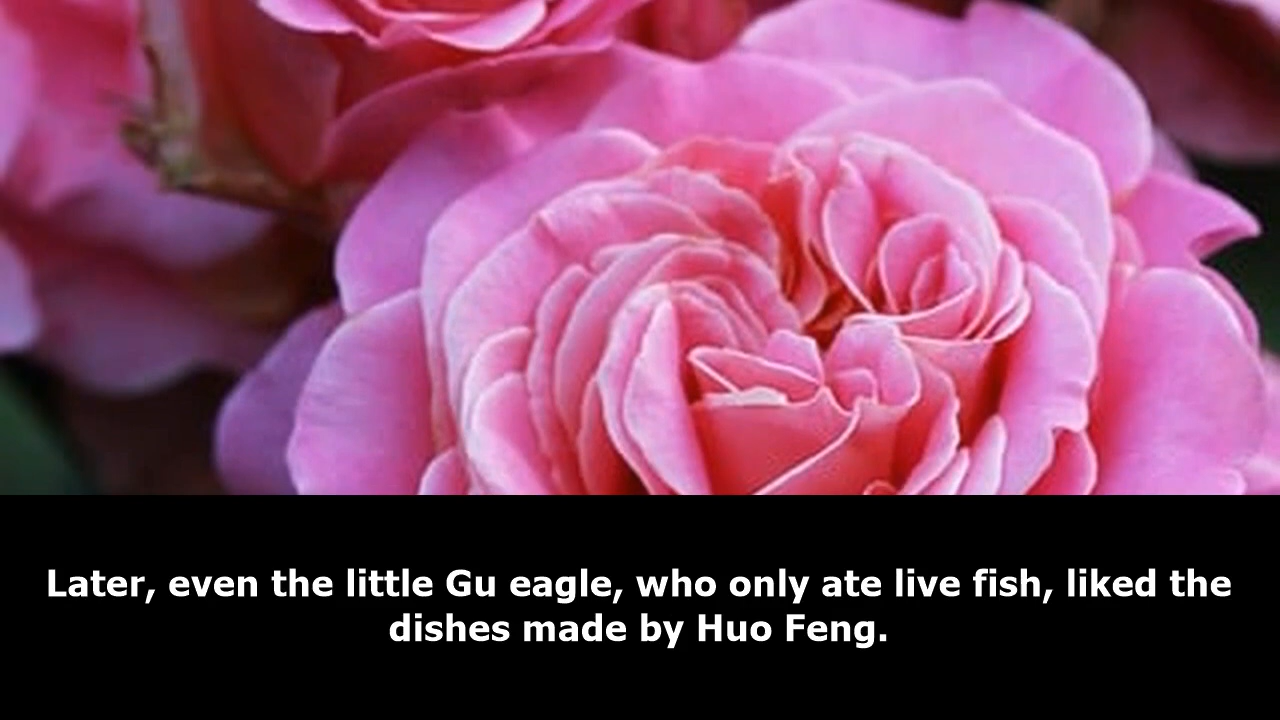 Later, even the little Gu eagle, who only ate live fish, liked the
dishes made by Huo Feng.